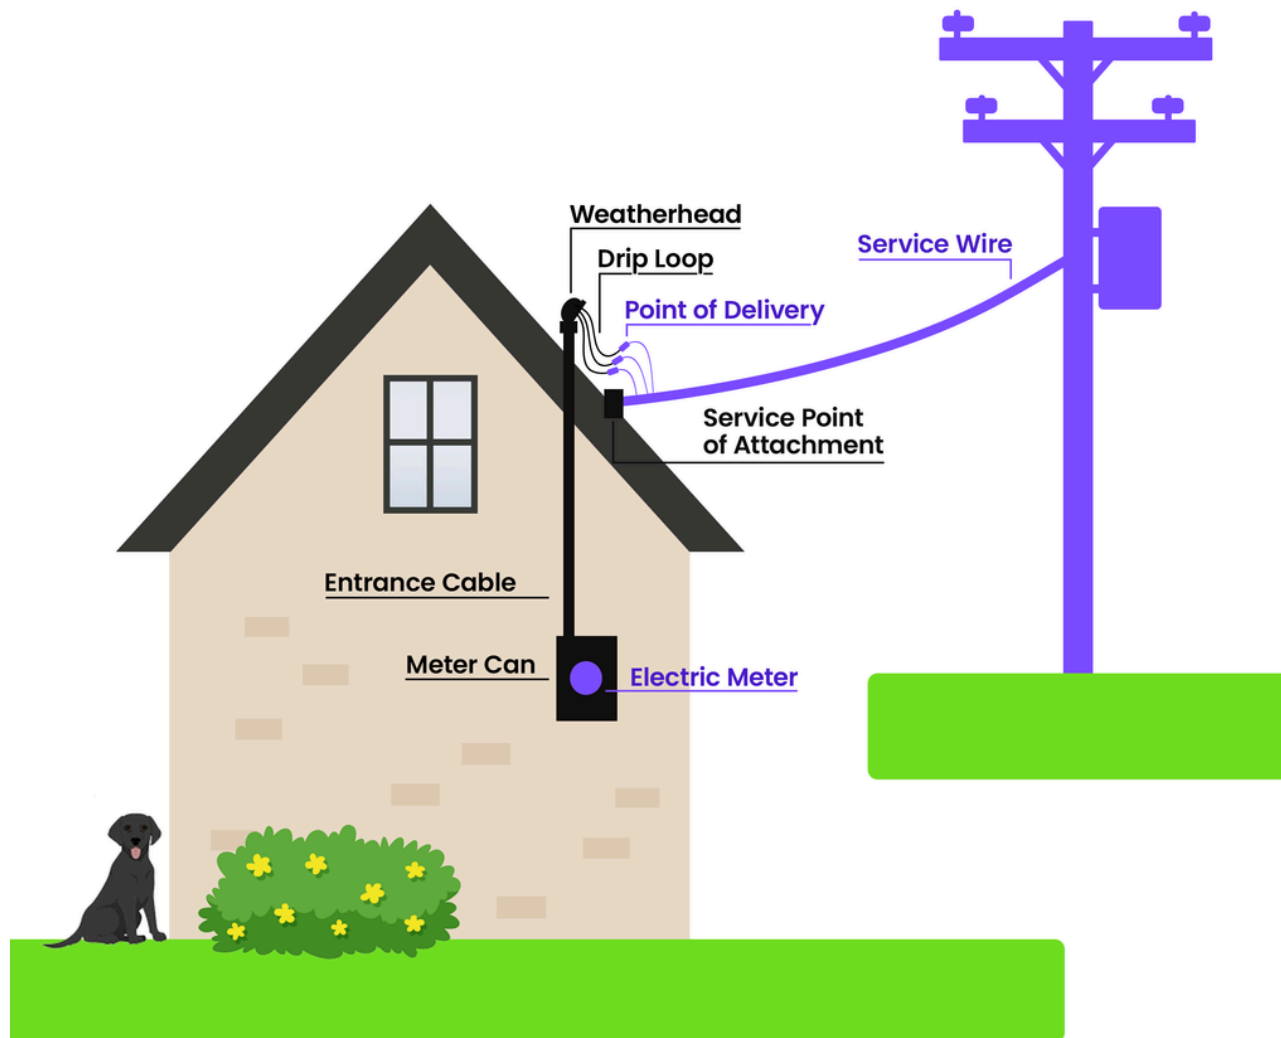 Weatherhead
Service Wire
Drip Loop
Point of Delivery
Service Point
of Attachment
Entrance Cable
Meter Can
Electric Meter